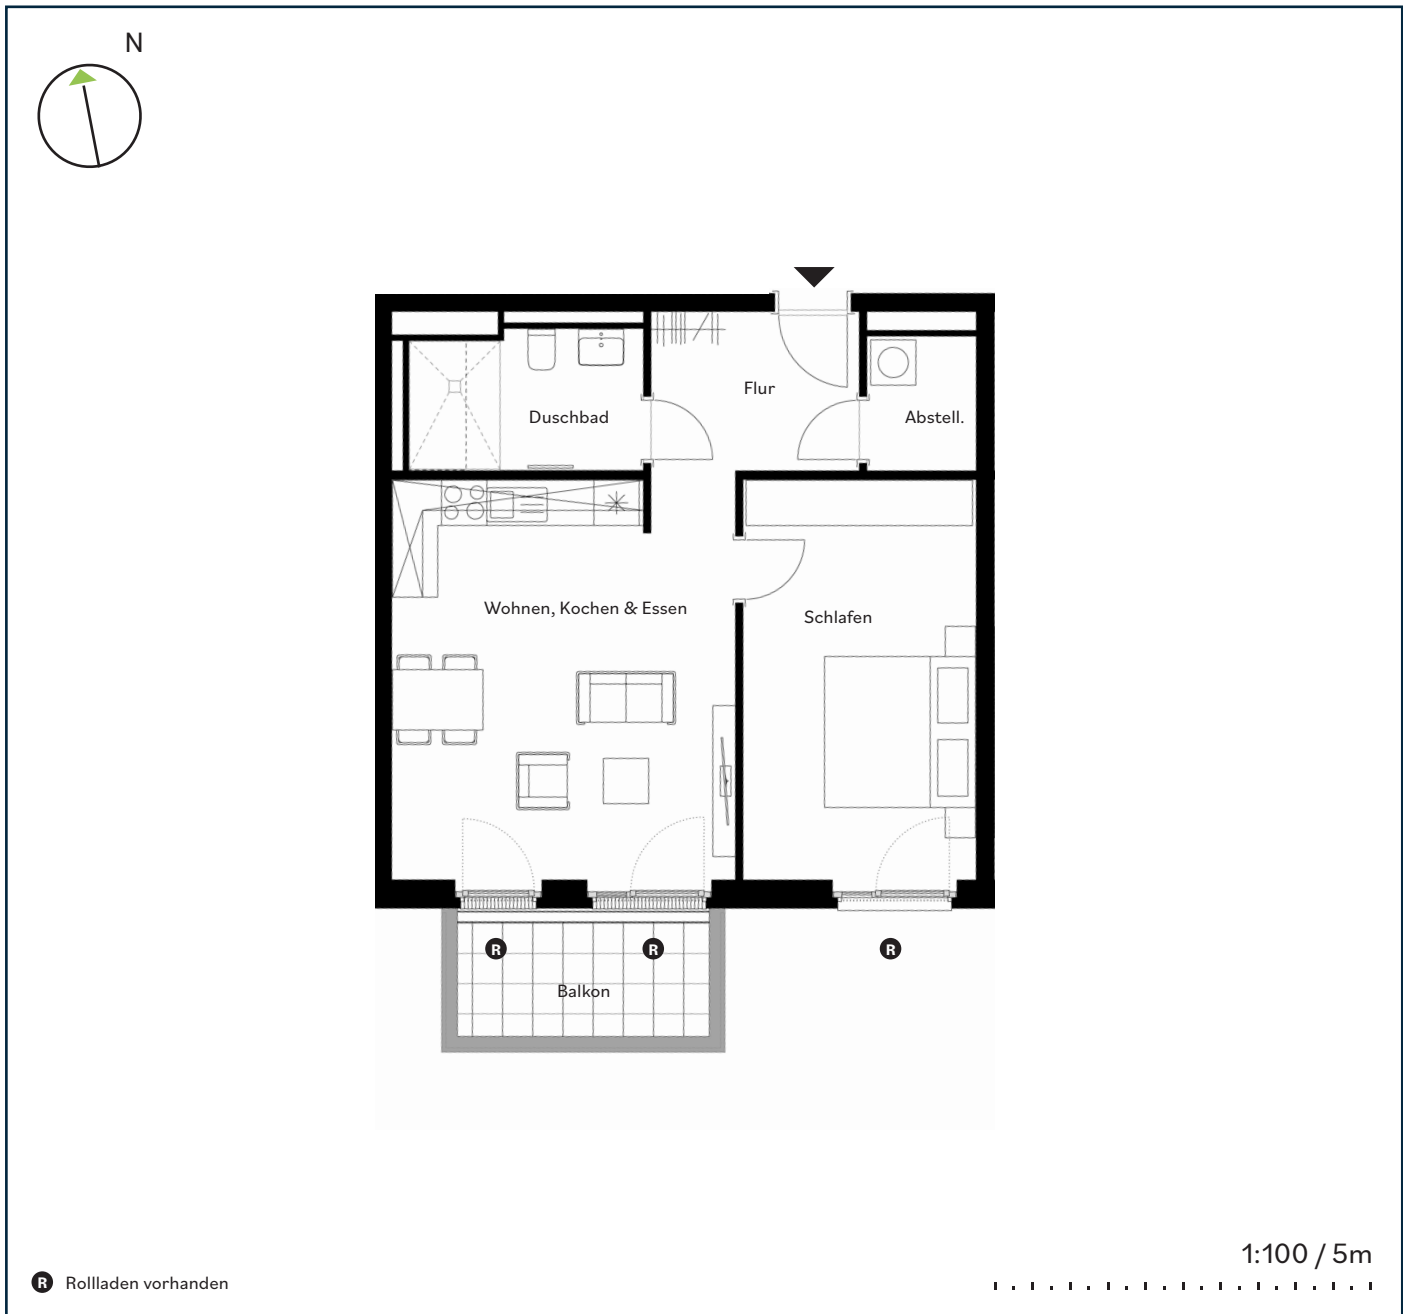 N
Flur
Duschbad
Abstell.
Wohnen, Kochen & Essen
Schlafen
R
R
R
Balkon
1:100 / 5m
R Rollladen vorhanden